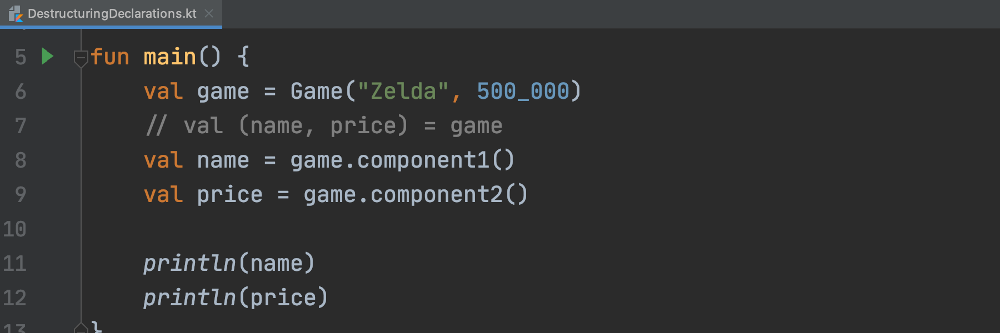 DestructuringDeclarations.kt
5 fun main() {
6 val game = Game("Zelda", 500_000)
7 // val (name, price) = game
8 val name = game.component1()
9 val price = game.component2()
10
11 println(name)
12 println(price)
13 }